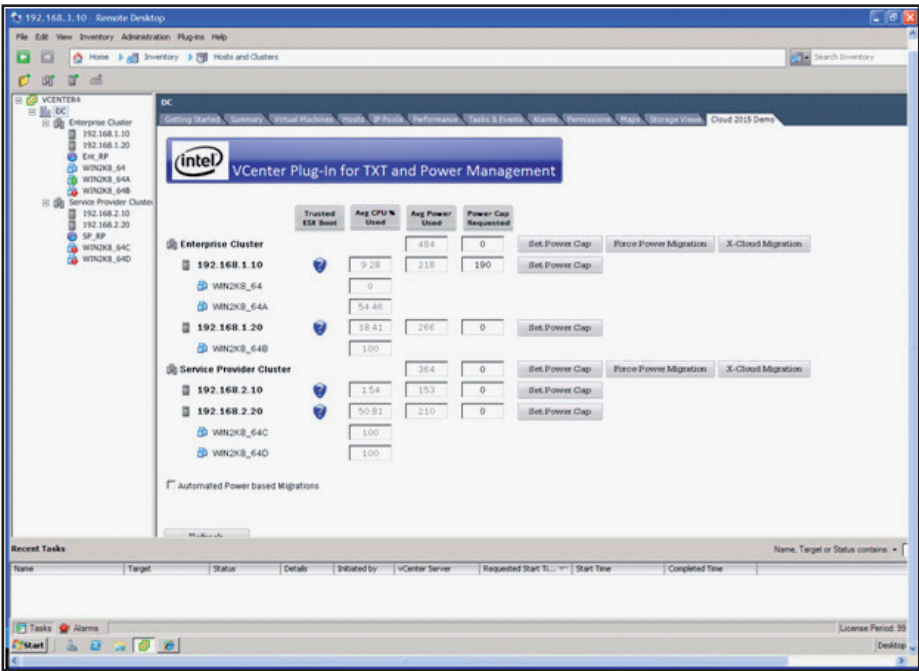 192.168.3.10 - Remote Desktop
File Edit View Inventory Administration Plug-ins Help
Home Inventory Hosts and Clusters Search Inventory
VCENTER4
DC
Enterprise Cluster
192.168.1.10
192.168.1.20
Ent_RP
WIN2K8_64
WIN2K8_64A
WIN2K8_64B
Service Provider Cluster
192.168.2.10
192.168.2.20
SP_RP
WIN2K8_64C
WIN2K8_64D
DC
Getting Started Summary Virtual Machines Hosts IP Pools Performance Tasks & Events Alarms Permissions Maps Storage Views Cloud 2015 Demo
intel VCenter Plug-In for TXT and Power Management
Trusted ESX Boot Avg CPU % Used Avg Power Used Power Cap Requested
Enterprise Cluster 484 0 Set Power Cap Force Power Migration X-Cloud Migration
192.168.1.10 9.28 218 190 Set Power Cap
WIN2K8_64 0
WIN2K8_64A 54.46
192.168.1.20 18.41 266 0 Set Power Cap
WIN2K8_64B 100
Service Provider Cluster 364 0 Set Power Cap Force Power Migration X-Cloud Migration
192.168.2.10 1.54 153 0 Set Power Cap
192.168.2.20 50.81 210 0 Set Power Cap
WIN2K8_64C 100
WIN2K8_64D 100
Automated Power based Migrations
Refresh
Recent Tasks Name, Target or Status contains:
Name Target Status Details Initiated by vCenter Server Requested Start Ti... Start Time Completed Time
Tasks Alarms License Period: 99
Start Desktop